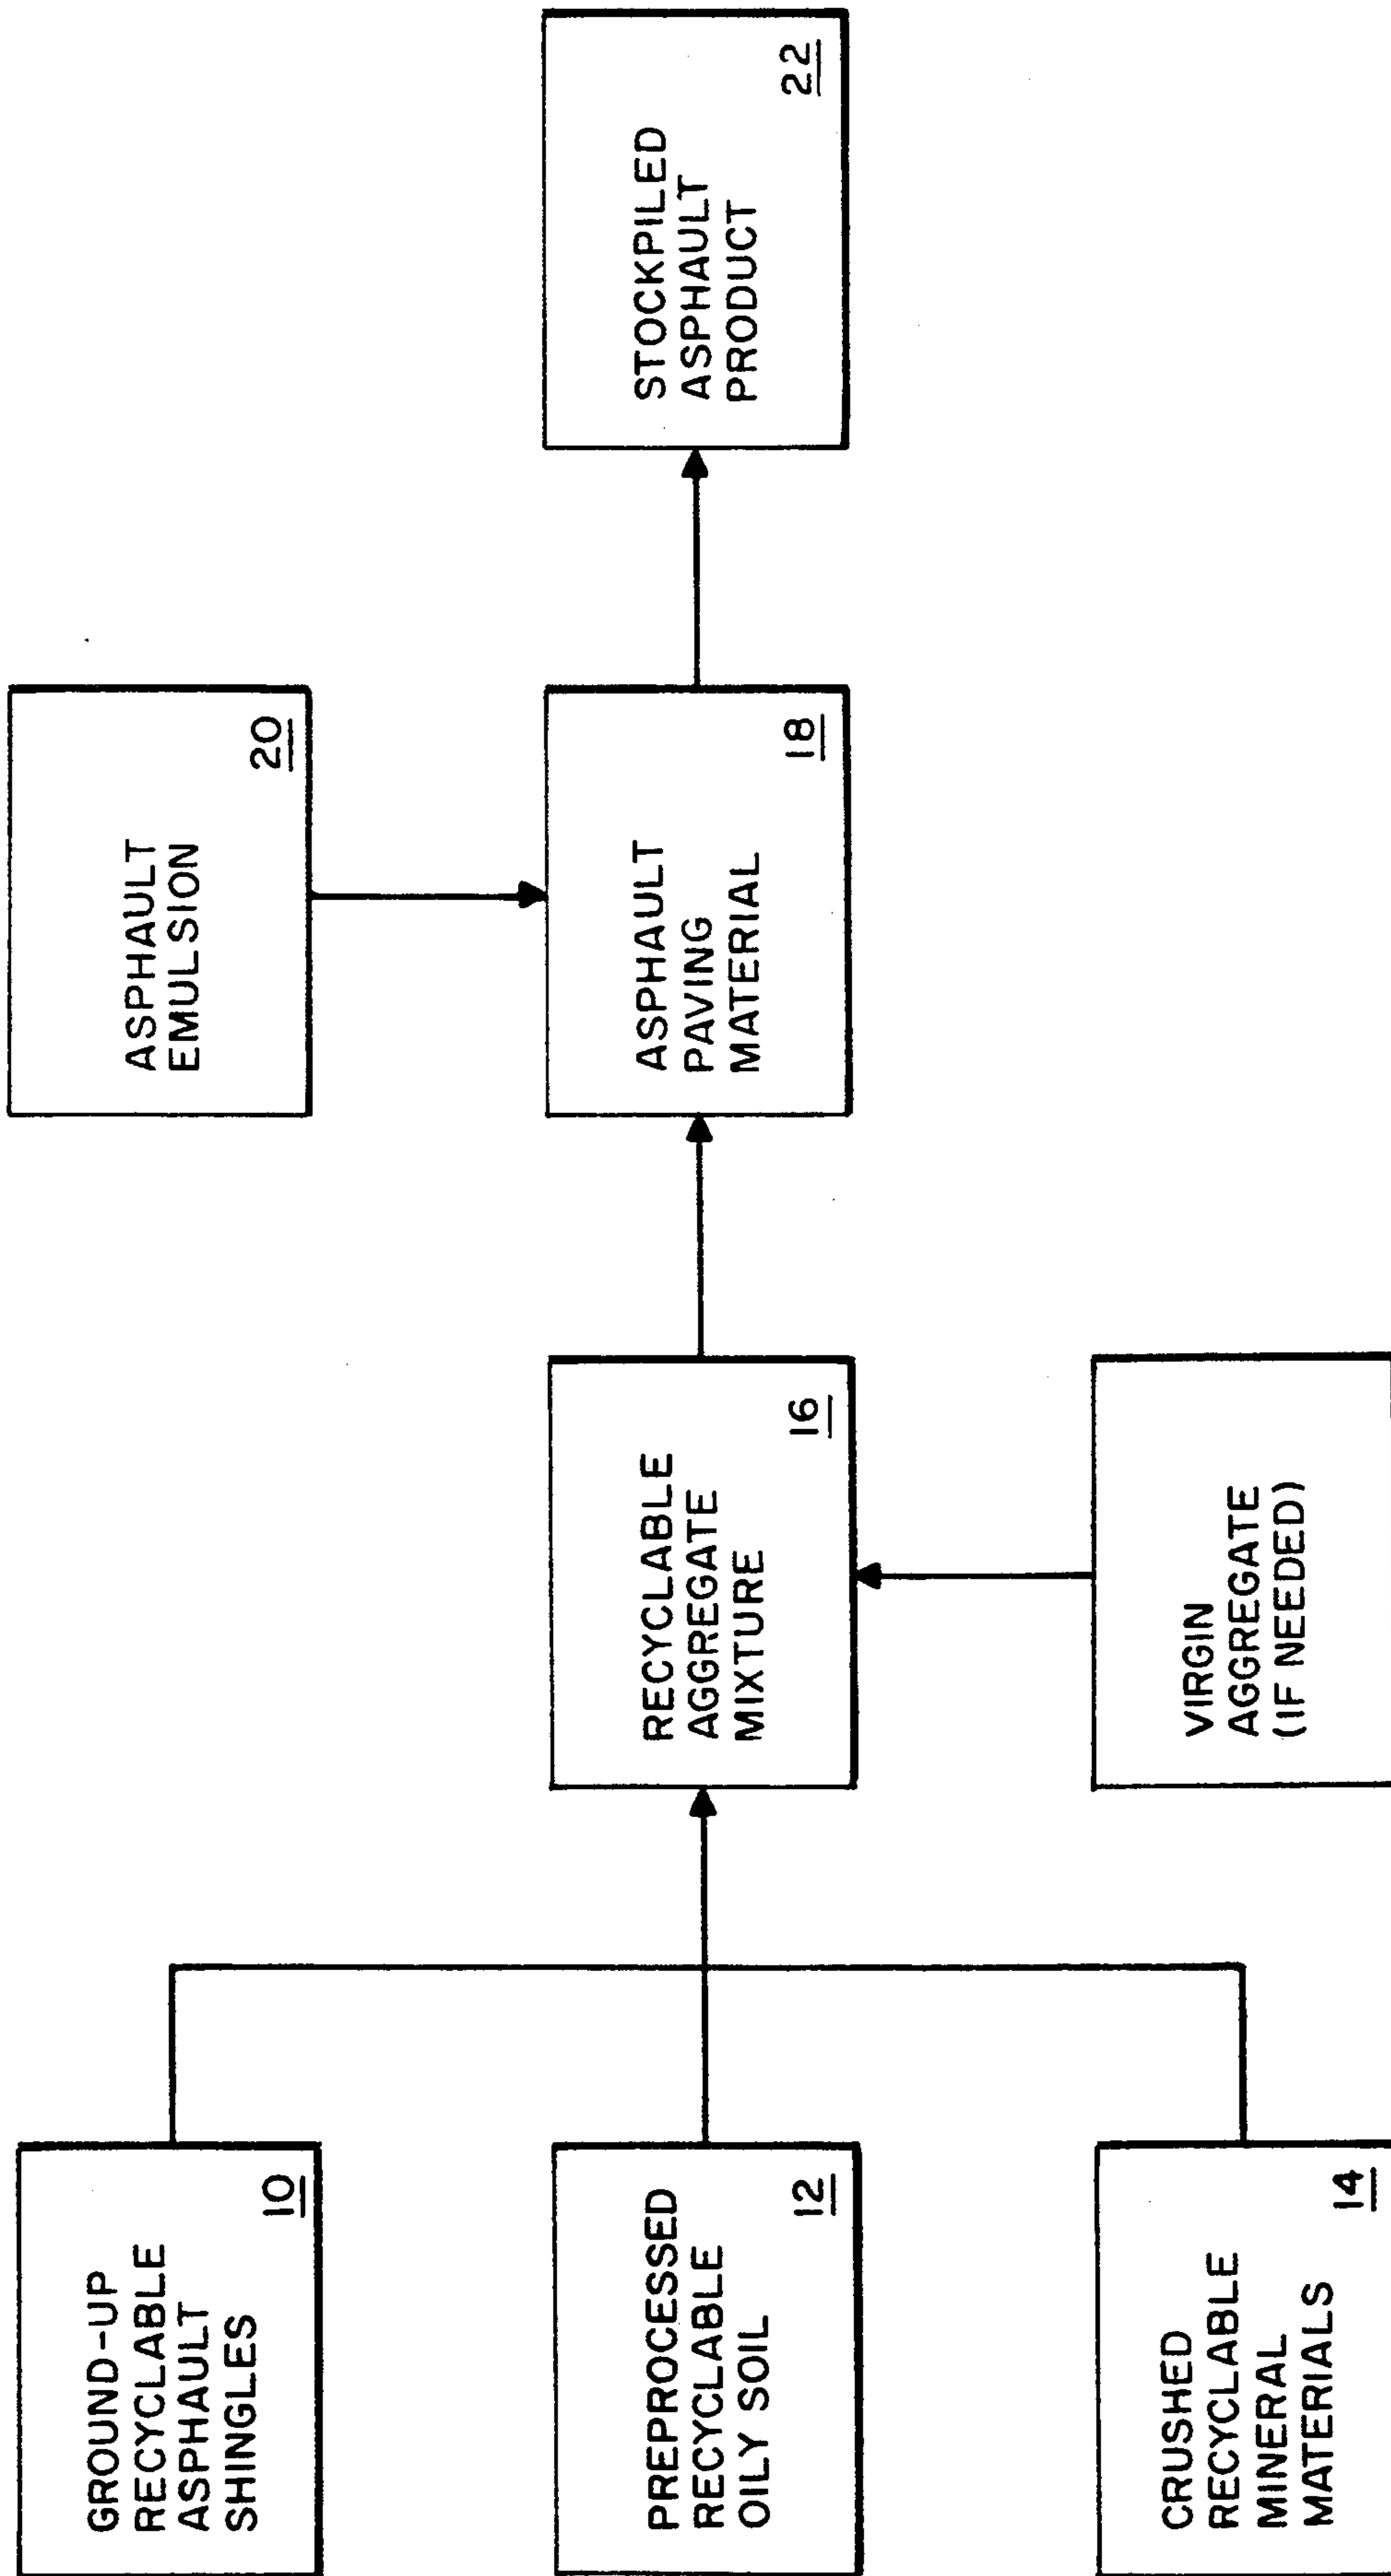 GROUND-UP
RECYCLABLE
ASPHAULT
SHINGLES
10
PREPROCESSED
RECYCLABLE
OILY SOIL
12
CRUSHED
RECYCLABLE
MINERAL
MATERIALS
14
RECYCLABLE
AGGREGATE
MIXTURE
16
VIRGIN
AGGREGATE
(IF NEEDED)
ASPHAULT
EMULSION
20
ASPHAULT
PAVING
MATERIAL
18
STOCKPILED
ASPHAULT
PRODUCT
22